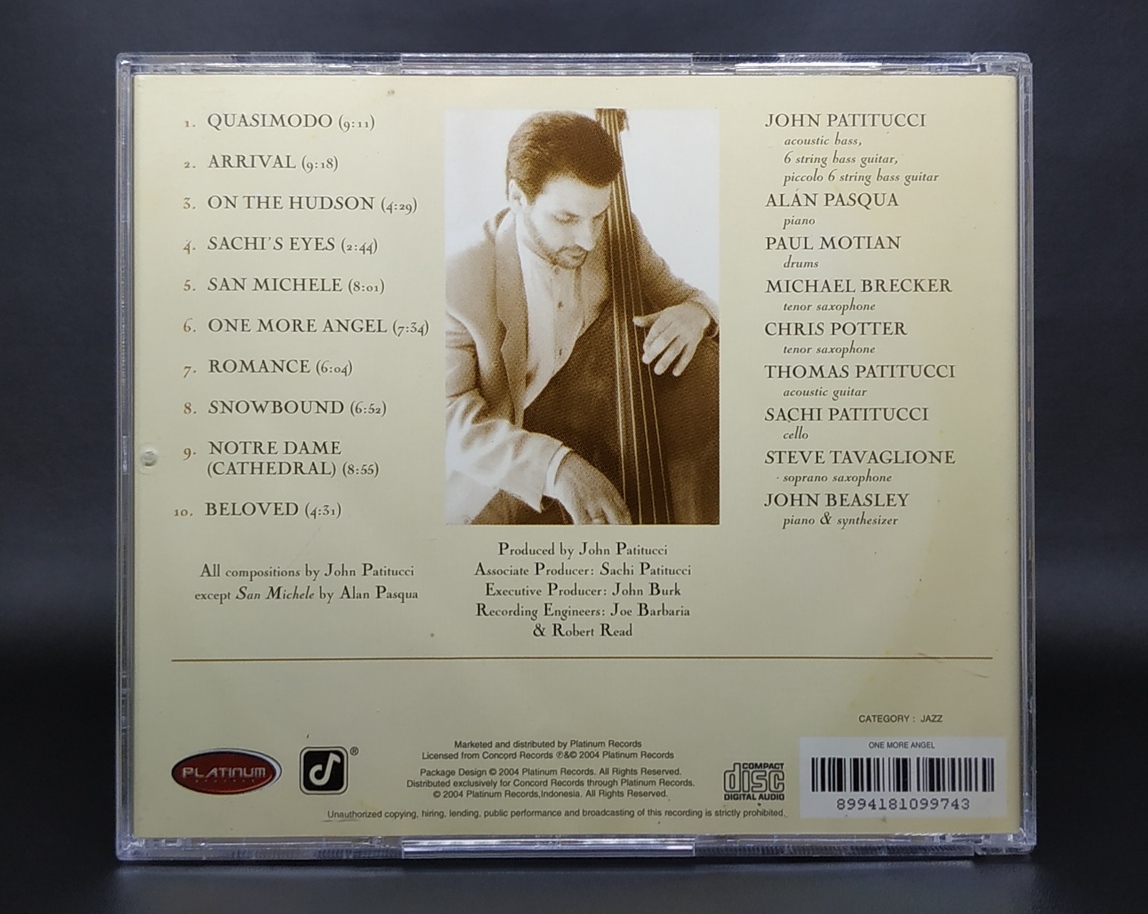 1. QUASIMODO (9:11)
2. ARRIVAL (9:18)
3. ON THE HUDSON (4:29)
4. SACHI'S EYES (2:44)
5. SAN MICHELE (8:01)
6. ONE MORE ANGEL (7:34)
7. ROMANCE (6:04)
8. SNOWBOUND (6:52)
9. NOTRE DAME
(CATHEDRAL) (8:55)
10. BELOVED (4:31)
All compositions by John Patitucci
except San Michele by Alan Pasqua
Produced by John Patitucci
Associate Producer: Sachi Patitucci
Executive Producer: John Burk
Recording Engineers: Joe Barbaria
& Robert Read
JOHN PATITUCCI
acoustic bass,
6 string bass guitar,
piccolo 6 string bass guitar
ALAN PASQUA
piano
PAUL MOTIAN
drums
MICHAEL BRECKER
tenor saxophone
CHRIS POTTER
tenor saxophone
THOMAS PATITUCCI
acoustic guitar
SACHI PATITUCCI
cello
STEVE TAVAGLIONE
soprano saxophone
JOHN BEASLEY
piano & synthesizer
PLATINUM
RECORDS
®
Marketed and distributed by Platinum Records
Licensed from Concord Records ℗&© 2004 Platinum Records
Package Design © 2004 Platinum Records. All Rights Reserved.
Distributed exclusively for Concord Records through Platinum Records.
© 2004 Platinum Records,Indonesia. All Rights Reserved.
Unauthorized copying, hiring, lending, public performance and broadcasting of this recording is strictly prohibited.
COMPACT
disc
DIGITAL AUDIO
CATEGORY : JAZZ
ONE MORE ANGEL
8994181099743